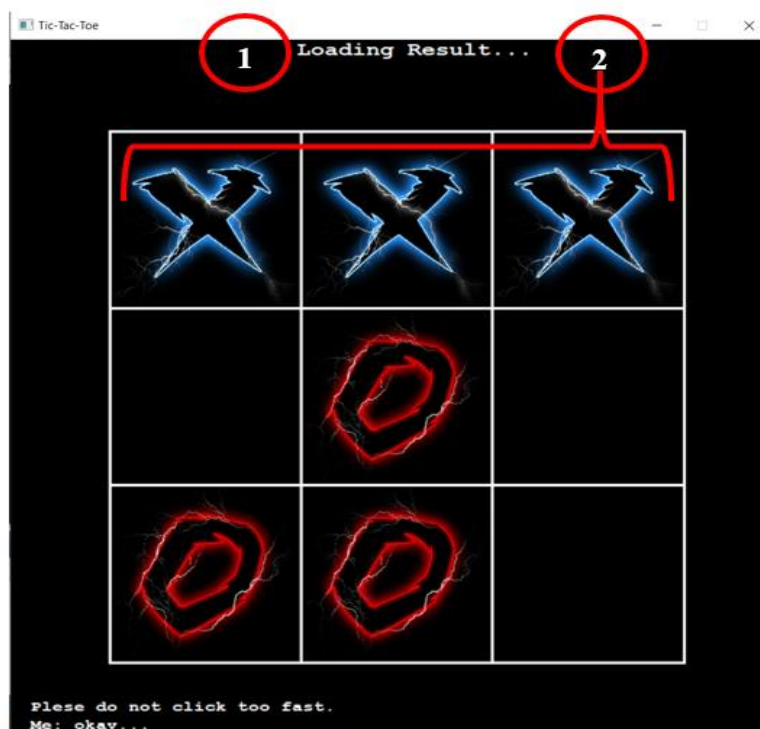 Tic-Tac-Toe
1 Loading Result... 2
X X X
O
O O
Plese do not click too fast.
Me: okay...